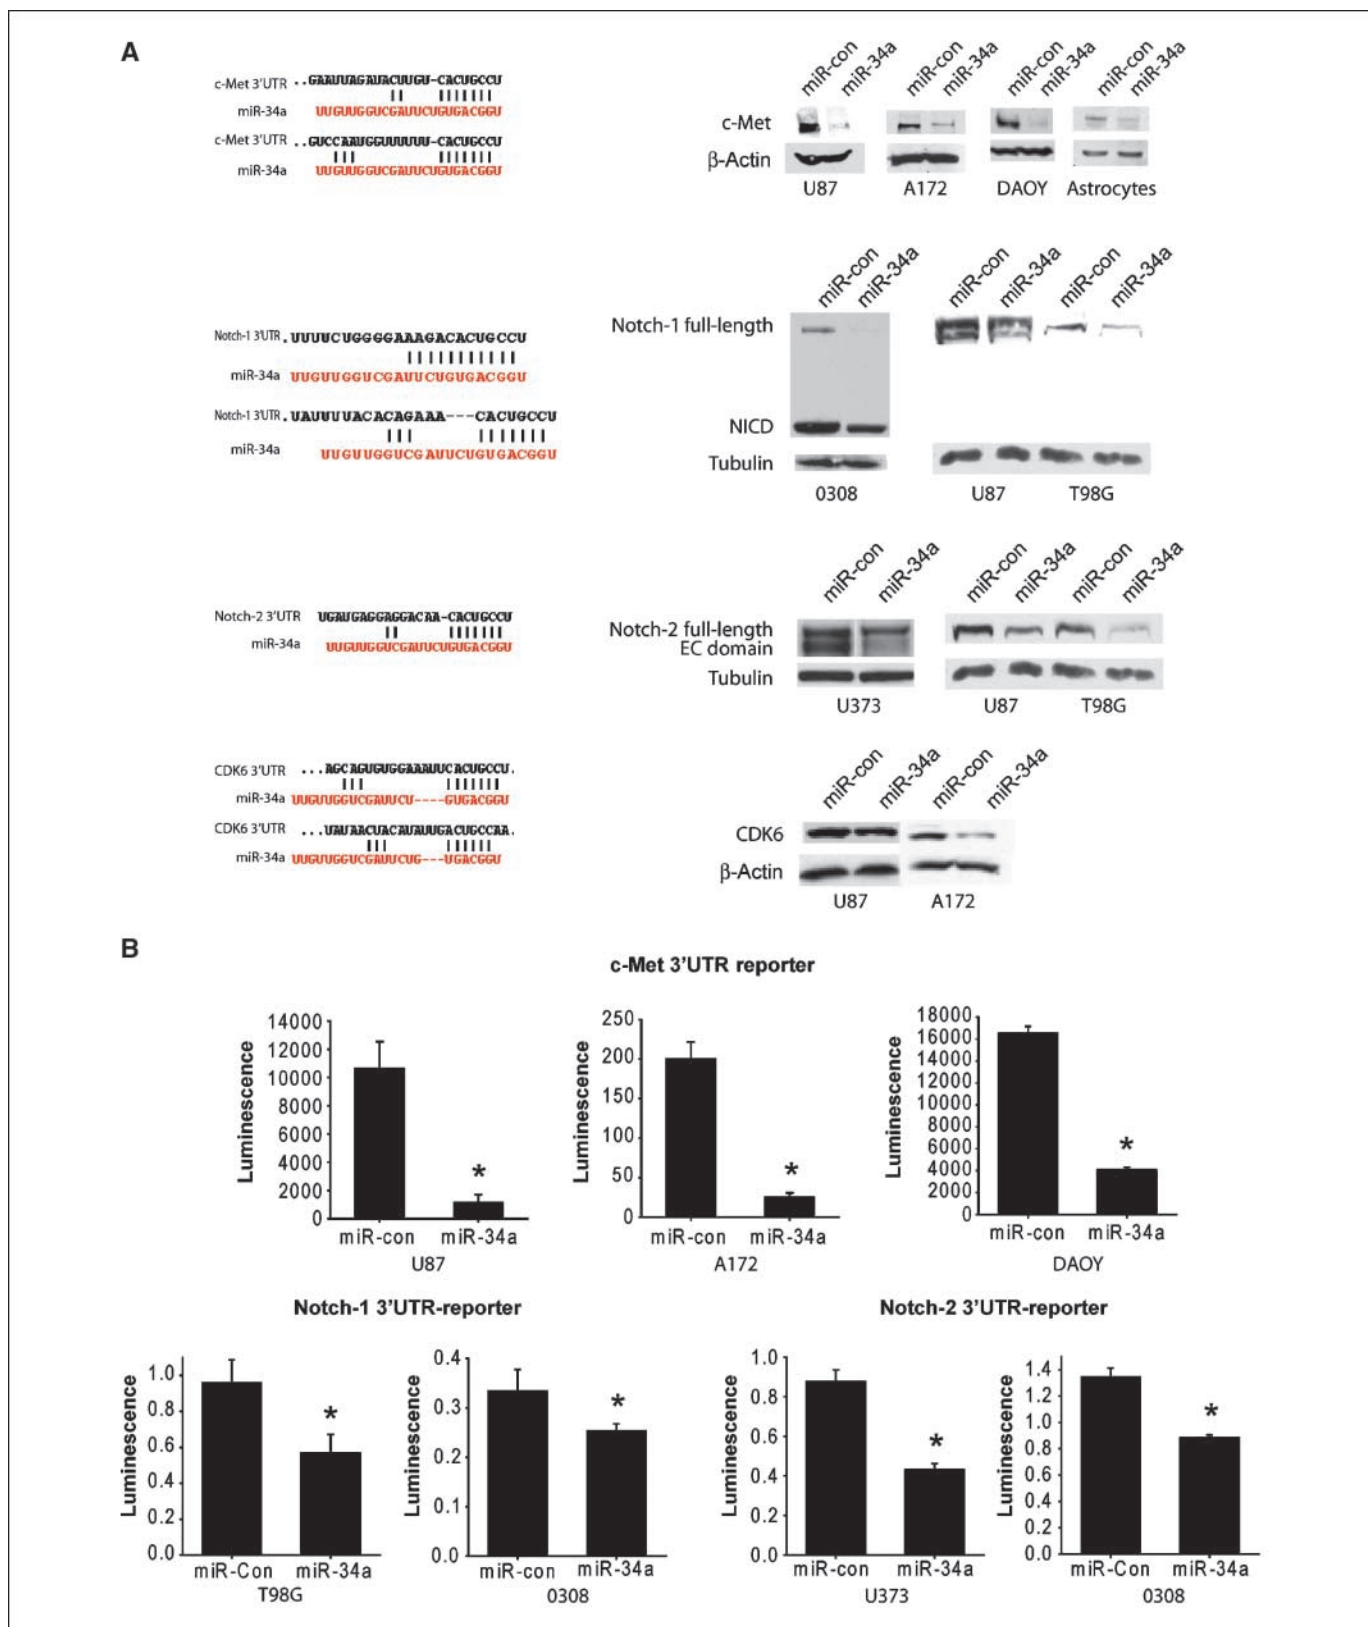 A
c-Met 3'UTR ..GAAUUAGAUACUUGU-CACUGCCU
miR-34a UUGUUGGUCGAUUCUGUGACGGU
c-Met 3'UTR ..GUCCAAUGGUUUUUU-CACUGCCU
miR-34a UUGUUGGUCGAUUCUGUGACGGU
miR-con miR-34a miR-con miR-34a miR-con miR-34a miR-con miR-34a
c-Met
β-Actin
U87 A172 DAOY Astrocytes
Notch-1 3'UTR .UUUUCUGGGGAAAGACACUGCCU
miR-34a UUGUUGGUCGAUUCUGUGACGGU
Notch-1 3'UTR .UAUUUUACACAGAAA---CACUGCCU
miR-34a UUGUUGGUCGAUUCUGUGACGGU
miR-con miR-34a miR-con miR-34a miR-con miR-34a
Notch-1 full-length
NICD
Tubulin
0308 U87 T98G
Notch-2 3'UTR UGAUGAGGAGGACAA-CACUGCCU
miR-34a UUGUUGGUCGAUUCUGUGACGGU
miR-con miR-34a miR-con miR-34a miR-con miR-34a
Notch-2 full-length
EC domain
Tubulin
U373 U87 T98G
CDK6 3'UTR ...AGCAGUGUGGAAAUUCACUGCCU.
miR-34a UUGUUGGUCGAUUCU----GUGACGGU
CDK6 3'UTR ...UAUAACUACAUAUUGACUGCCAA.
miR-34a UUGUUGGUCGAUUCUG---UGACGGU
miR-con miR-34a miR-con miR-34a
CDK6
β-Actin
U87 A172
B
c-Met 3'UTR reporter
Luminescence
14000
12000
10000
8000
6000
4000
2000
0
*
miR-con miR-34a
U87
Luminescence
250
200
150
100
50
0
*
miR-con miR-34a
A172
Luminescence
18000
16000
14000
12000
10000
8000
6000
4000
2000
0
*
miR-con miR-34a
DAOY
Notch-1 3'UTR-reporter
Luminescence
1.0
0.8
0.6
0.4
0.2
0.0
*
miR-Con miR-34a
T98G
Luminescence
0.4
0.3
0.2
0.1
0.0
*
miR-con miR-34a
0308
Notch-2 3'UTR-reporter
Luminescence
1.0
0.8
0.6
0.4
0.2
0.0
*
miR-con miR-34a
U373
Luminescence
1.4
1.2
1.0
0.8
0.6
0.4
0.2
0.0
*
miR-Con miR-34a
0308